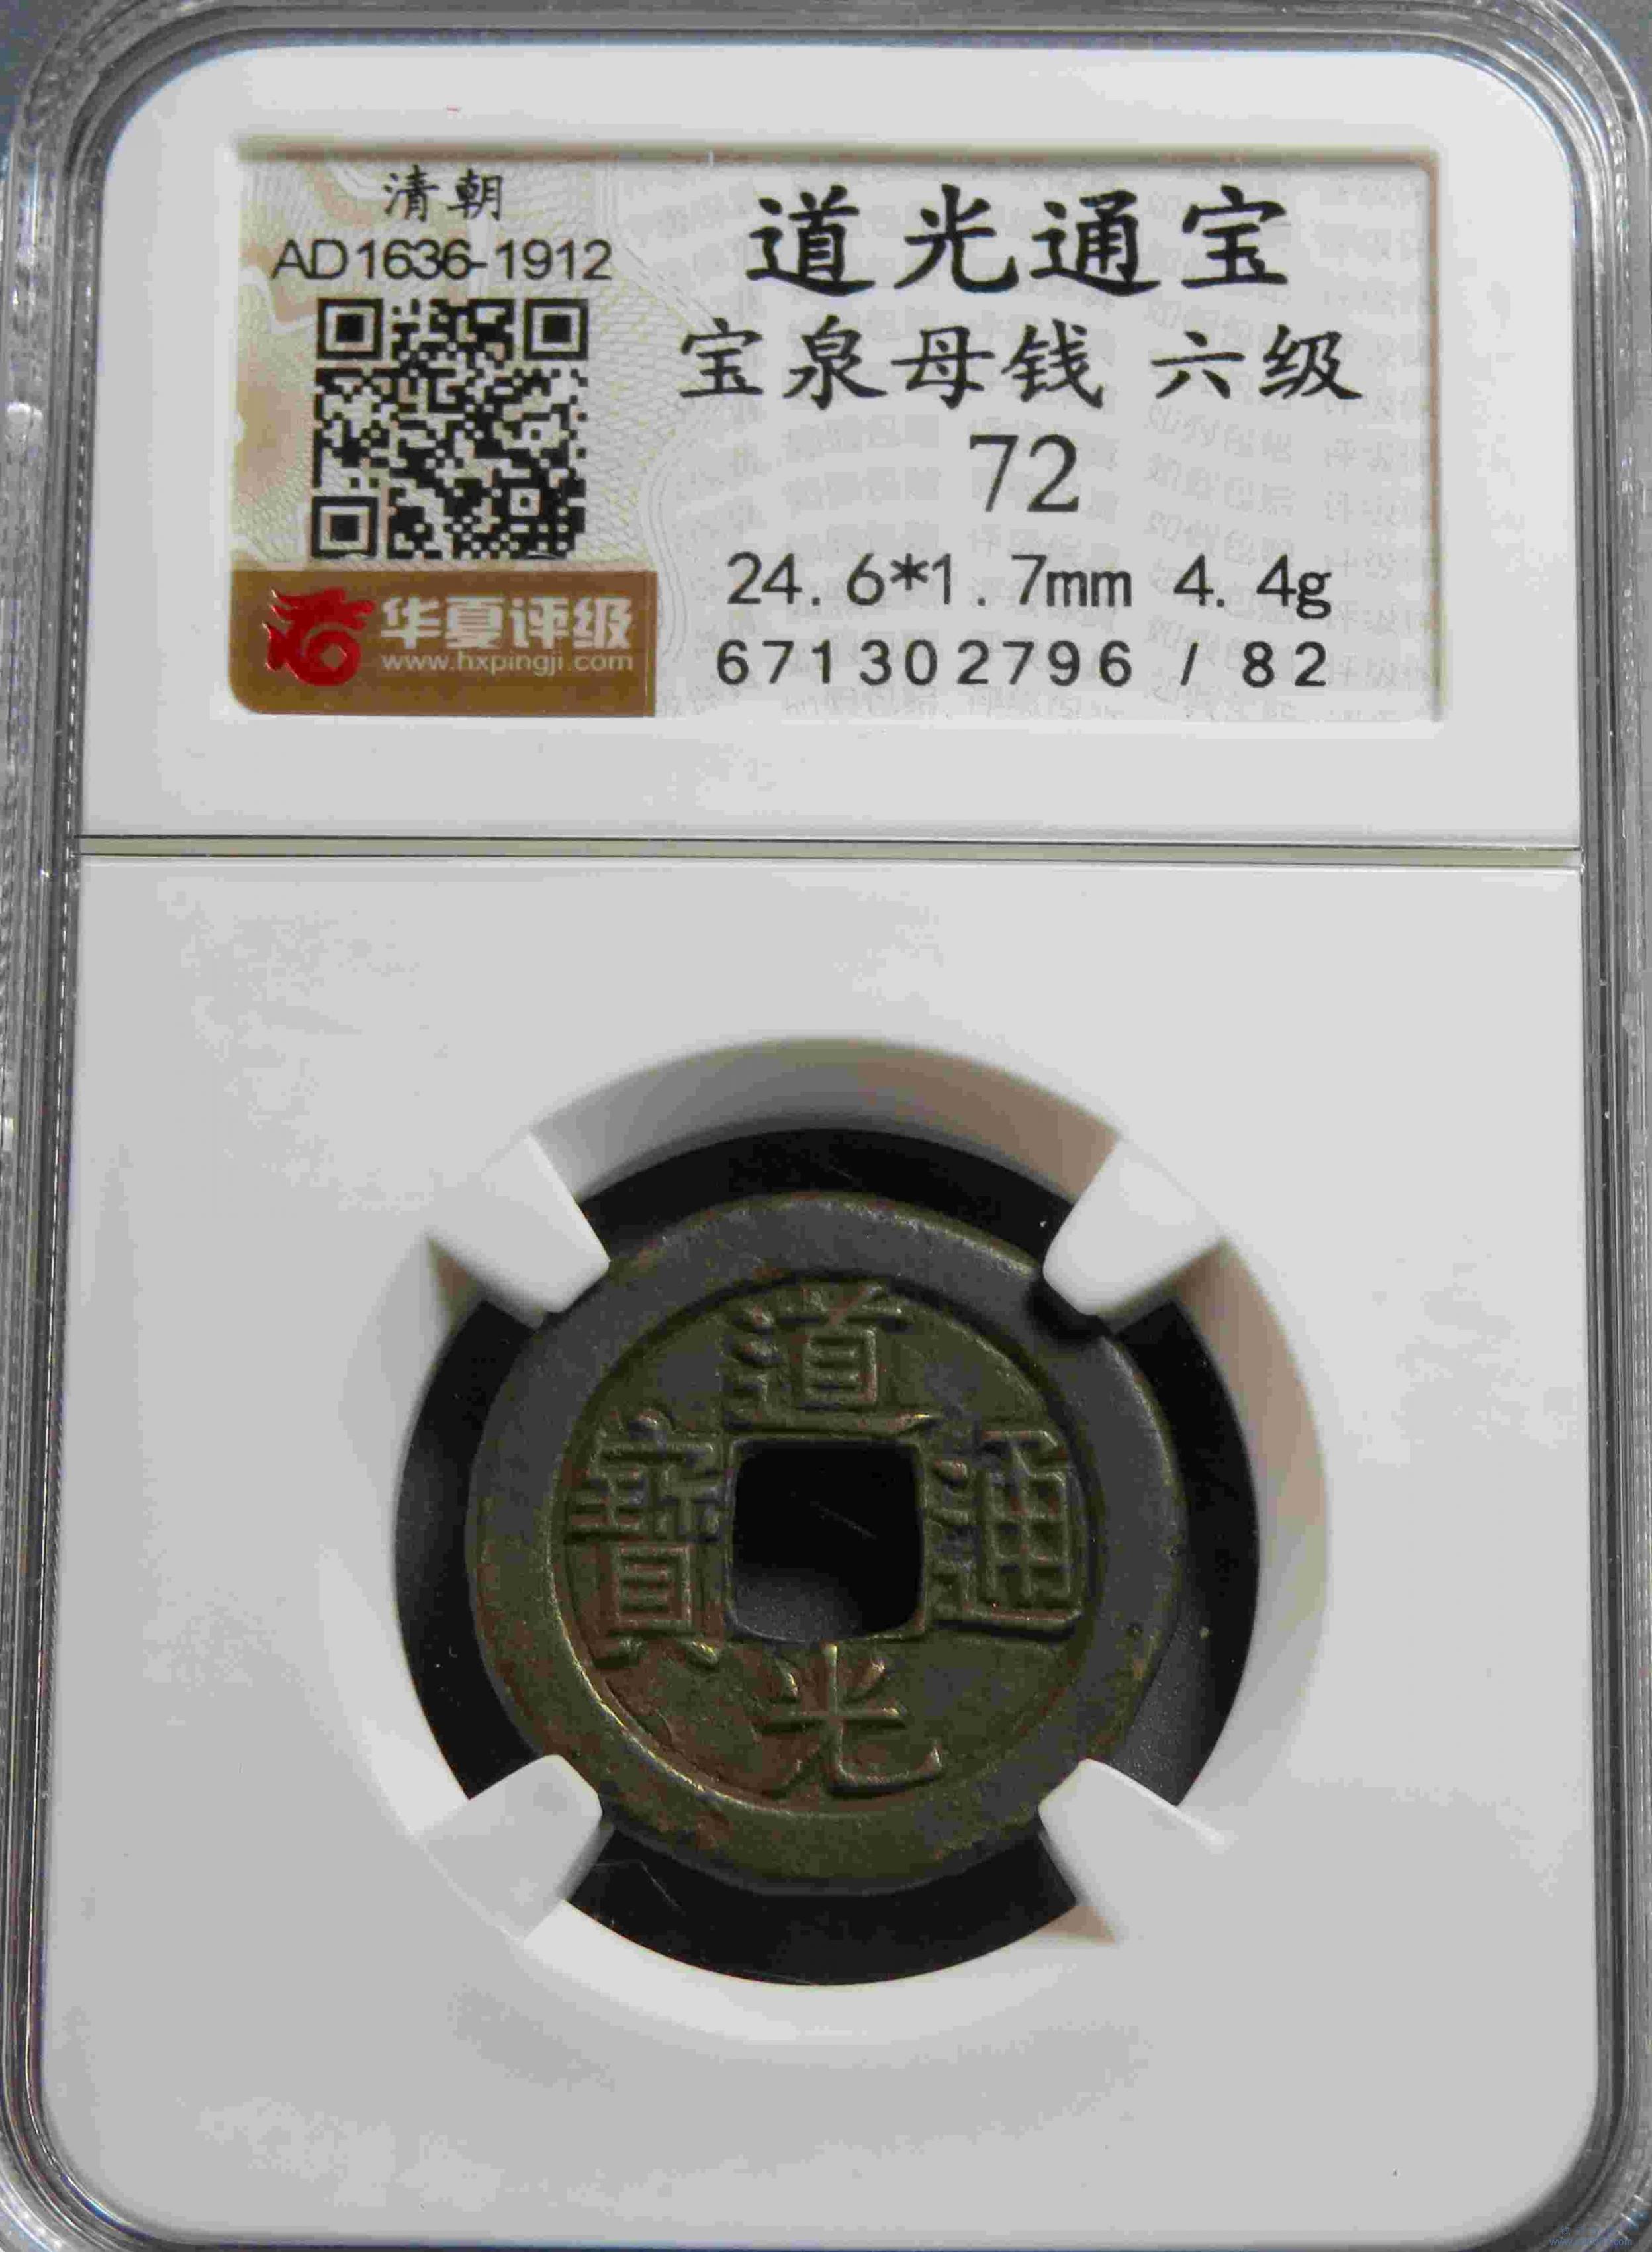 清朝
AD1636-1912
华夏评级
www.hxpingji.com
道光通宝
宝泉母钱 六级
72
24.6*1.7mm 4.4g
671302796 / 82
道
寶 通
光